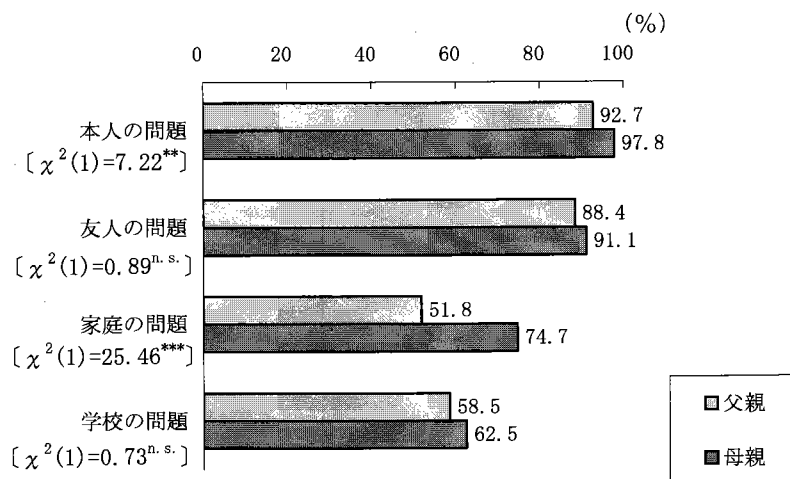 (%)
0 20 40 60 80 100
本人の問題
〔χ²(1)=7.22**〕
92.7
97.8
友人の問題
〔χ²(1)=0.89n.s.〕
88.4
91.1
家庭の問題
〔χ²(1)=25.46***〕
51.8
74.7
学校の問題
〔χ²(1)=0.73n.s.〕
58.5
62.5
父親
母親